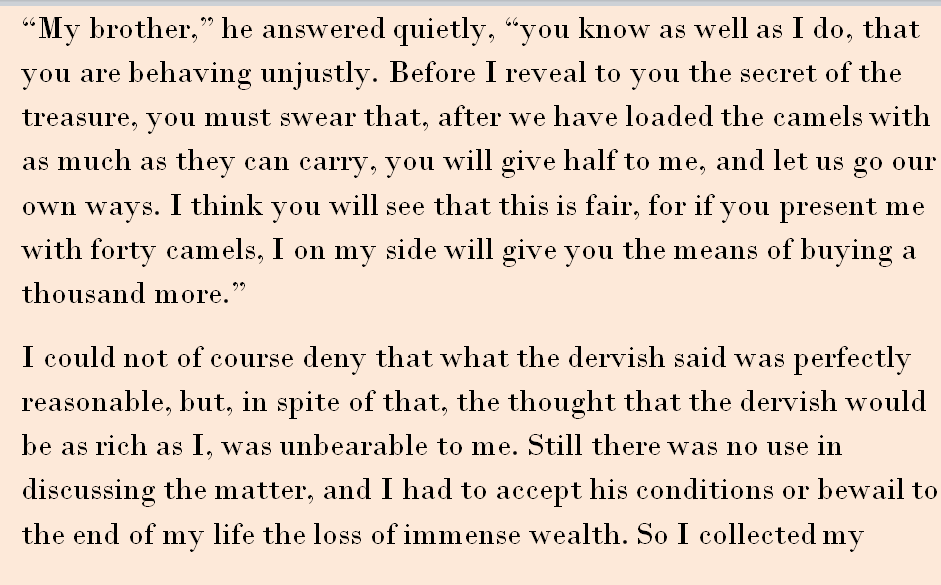 “My brother,” he answered quietly, “you know as well as I do, that
you are behaving unjustly. Before I reveal to you the secret of the
treasure, you must swear that, after we have loaded the camels with
as much as they can carry, you will give half to me, and let us go our
own ways. I think you will see that this is fair, for if you present me
with forty camels, I on my side will give you the means of buying a
thousand more.”
I could not of course deny that what the dervish said was perfectly
reasonable, but, in spite of that, the thought that the dervish would
be as rich as I, was unbearable to me. Still there was no use in
discussing the matter, and I had to accept his conditions or bewail to
the end of my life the loss of immense wealth. So I collected my